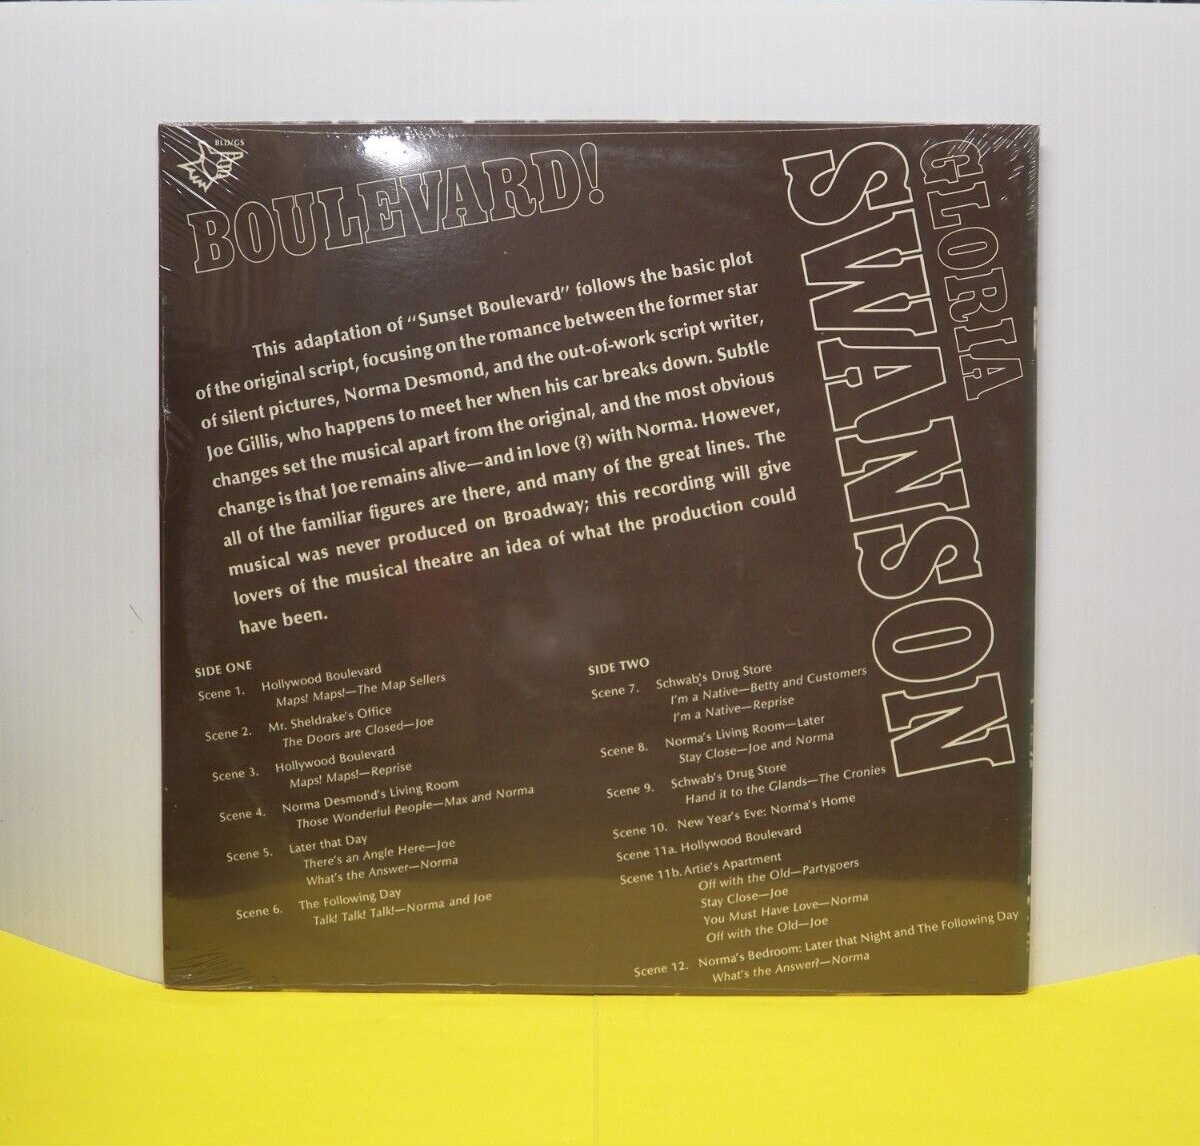 BLD/GS
BOULEVARD!
GLORIA
SWANSON
This adaptation of "Sunset Boulevard" follows the basic plot
of the original script, focusing on the romance between the former star
of silent pictures, Norma Desmond, and the out-of-work script writer,
Joe Gillis, who happens to meet her when his car breaks down. Subtle
changes set the musical apart from the original, and the most obvious
change is that Joe remains alive—and in love (?) with Norma. However,
all of the familiar figures are there, and many of the great lines. The
musical was never produced on Broadway; this recording will give
lovers of the musical theatre an idea of what the production could
have been.
SIDE ONE
Scene 1. Hollywood Boulevard
Maps! Maps!—The Map Sellers
Scene 2. Mr. Sheldrake's Office
The Doors are Closed—Joe
Scene 3. Hollywood Boulevard
Maps! Maps!—Reprise
Scene 4. Norma Desmond's Living Room
Those Wonderful People—Max and Norma
Scene 5. Later that Day
There's an Angle Here—Joe
What's the Answer—Norma
Scene 6. The Following Day
Talk! Talk! Talk!—Norma and Joe
SIDE TWO
Scene 7. Schwab's Drug Store
I'm a Native—Betty and Customers
I'm a Native—Reprise
Scene 8. Norma's Living Room—Later
Stay Close—Joe and Norma
Scene 9. Schwab's Drug Store
Hand it to the Glands—The Cronies
Scene 10. New Year's Eve: Norma's Home
Scene 11a. Hollywood Boulevard
Scene 11b. Artie's Apartment
Off with the Old—Partygoers
Stay Close—Joe
You Must Have Love—Norma
Off with the Old—Joe
Scene 12. Norma's Bedroom: Later that Night and The Following Day
What's the Answer?—Norma